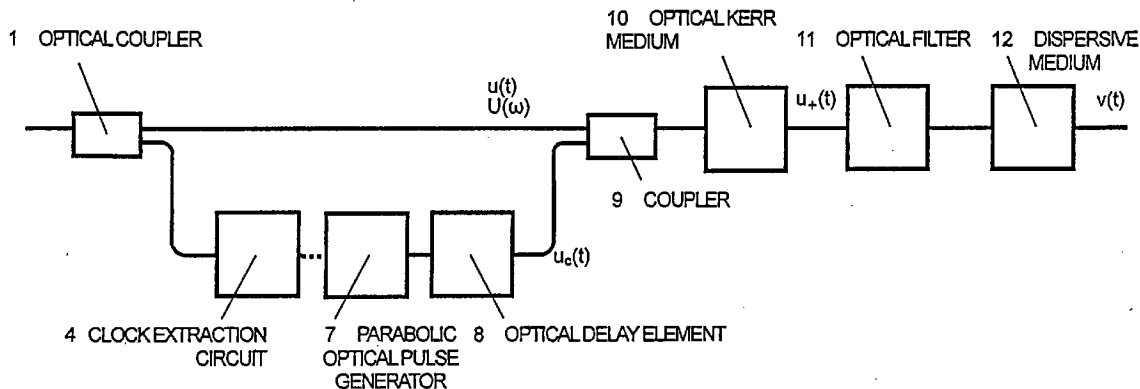 1 OPTICAL COUPLER
u(t)
U(ω)
10 OPTICAL KERR
MEDIUM
11 OPTICAL FILTER
12 DISPERSIVE
MEDIUM
u₊(t)
v(t)
9 COUPLER
u꜀(t)
4 CLOCK EXTRACTION
CIRCUIT
7 PARABOLIC
OPTICAL PULSE
GENERATOR
8 OPTICAL DELAY ELEMENT